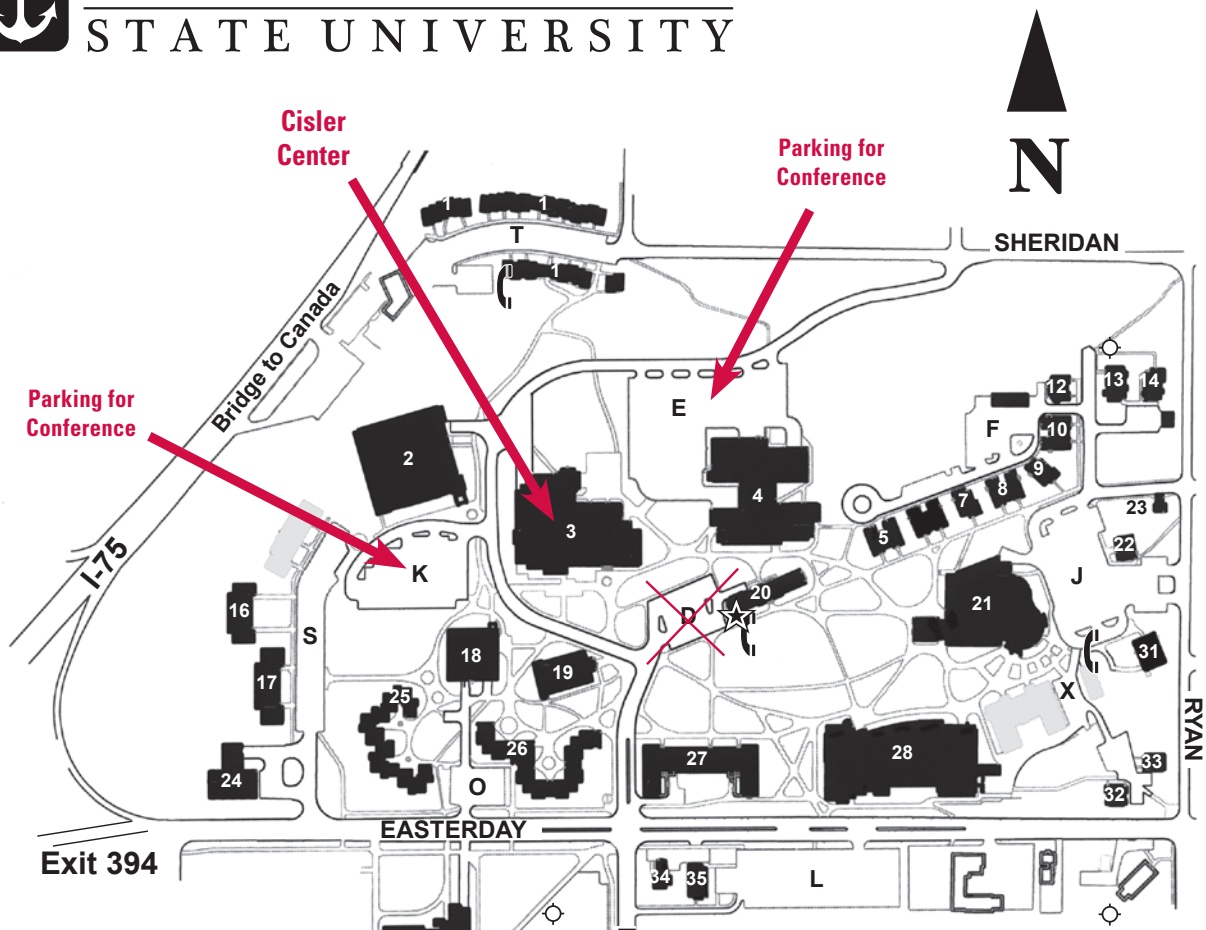 STATE UNIVERSITY
N
Cisler
Center
Parking for
Conference
Parking for
Conference
Bridge to Canada
I-75
Exit 394
SHERIDAN
RYAN
EASTERDAY
1
1
T
1
E
2
3
4
K
D
20
5
7
8
9
10
12
13
14
F
23
22
J
21
31
X
16
17
S
18
19
25
26
24
O
27
28
33
32
34
35
L